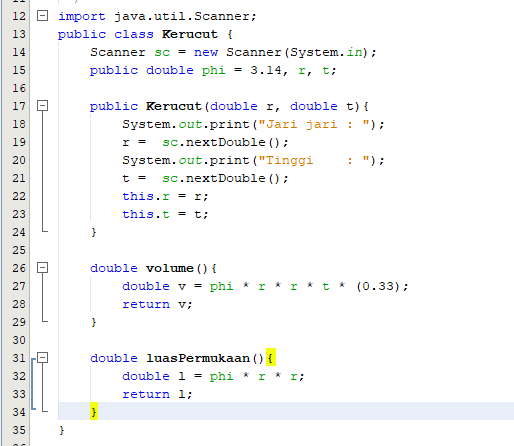 12 import java.util.Scanner;
13 public class Kerucut {
14     Scanner sc = new Scanner(System.in);
15     public double phi = 3.14, r, t;
16
17     public Kerucut(double r, double t){
18         System.out.print("Jari jari : ");
19         r =  sc.nextDouble();
20         System.out.print("Tinggi    : ");
21         t =  sc.nextDouble();
22         this.r = r;
23         this.t = t;
24     }
25
26     double volume(){
27         double v = phi * r * r * t * (0.33);
28         return v;
29     }
30
31     double luasPermukaan(){
32         double l = phi * r * r;
33         return l;
34     }
35 }